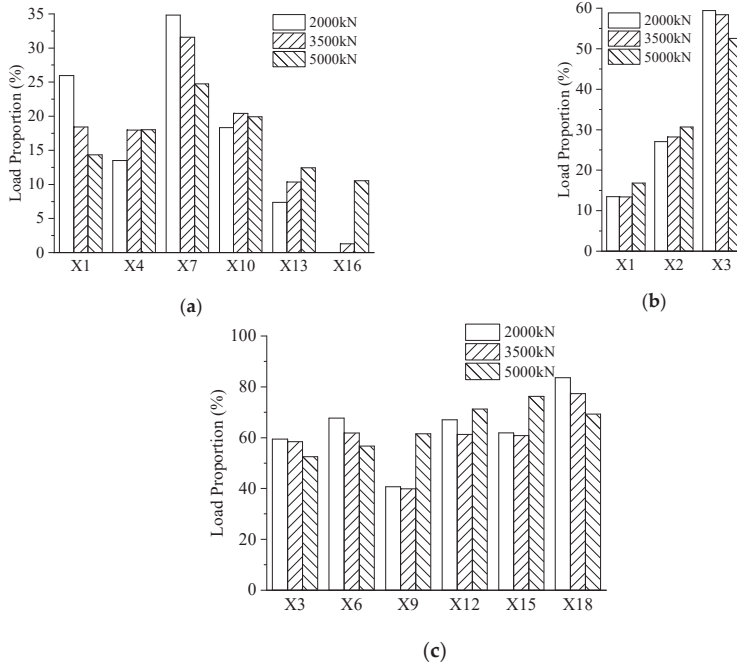 35
30
25
20
15
10
5
0
Load Proportion (%)
2000kN
3500kN
5000kN
X1 X4 X7 X10 X13 X16
(a)
60
50
40
30
20
10
0
Load Proportion (%)
2000kN
3500kN
5000kN
X1 X2 X3
(b)
100
80
60
40
20
0
Load Proportion (%)
2000kN
3500kN
5000kN
X3 X6 X9 X12 X15 X18
(c)